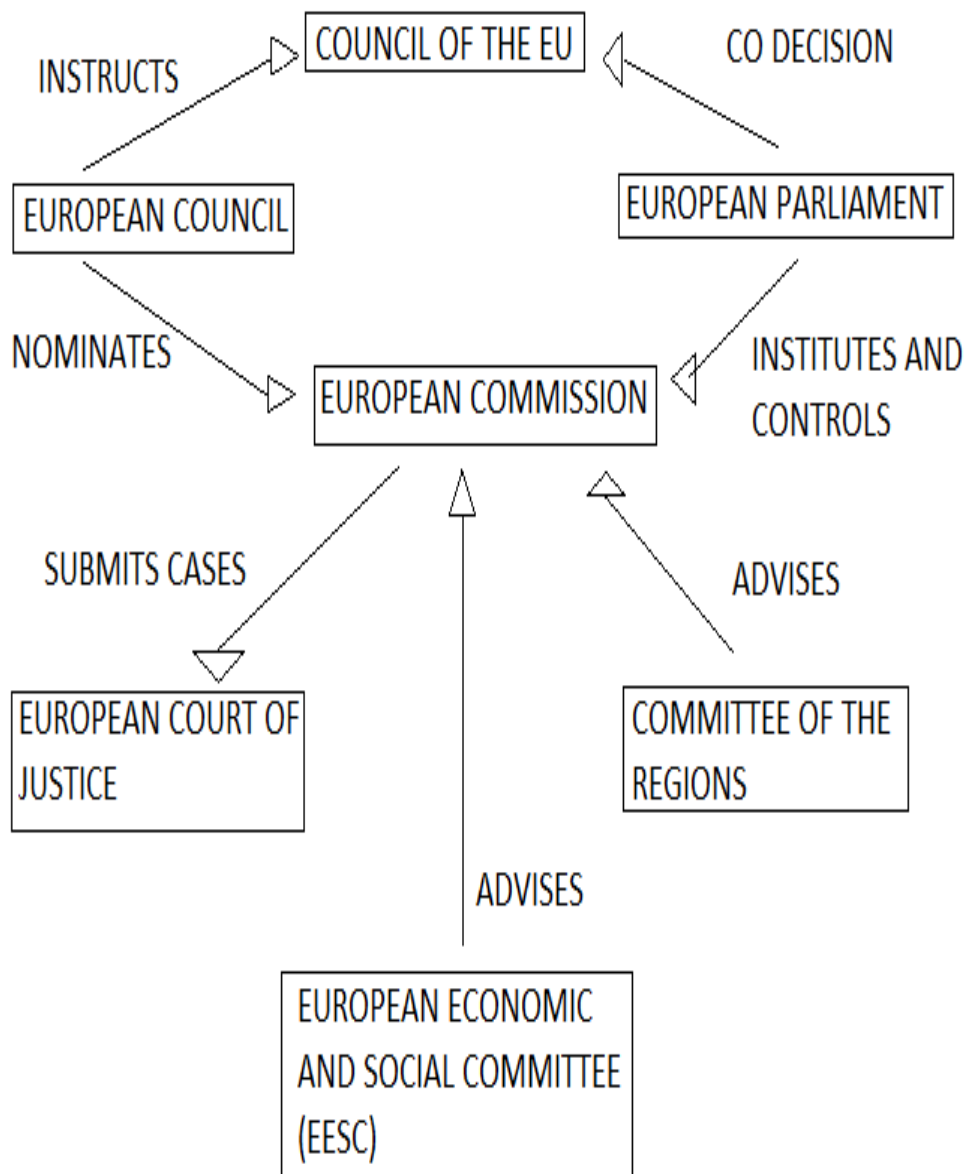 COUNCIL OF THE EU
CO DECISION
INSTRUCTS
EUROPEAN COUNCIL
EUROPEAN PARLIAMENT
NOMINATES
INSTITUTES AND
CONTROLS
EUROPEAN COMMISSION
SUBMITS CASES
ADVISES
EUROPEAN COURT OF
JUSTICE
COMMITTEE OF THE
REGIONS
ADVISES
EUROPEAN ECONOMIC
AND SOCIAL COMMITTEE
(EESC)